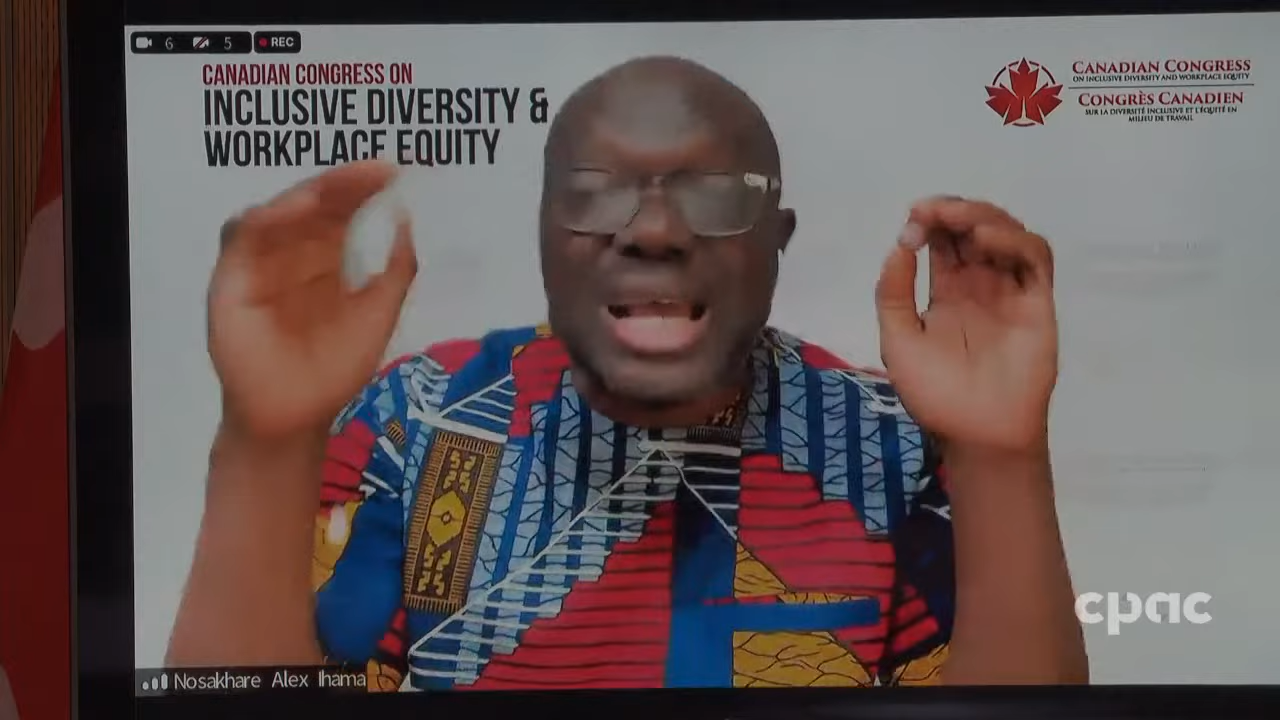 6 5 REC
CANADIAN CONGRESS ON
INCLUSIVE DIVERSITY &
WORKPLACE EQUITY
CANADIAN CONGRESS
ON INCLUSIVE DIVERSITY AND WORKPLACE EQUITY
CONGRÈS CANADIEN
SUR LA DIVERSITÉ INCLUSIVE ET L'ÉQUITÉ EN
MILIEU DE TRAVAIL
cpac
Nosakhare Alex Ihama